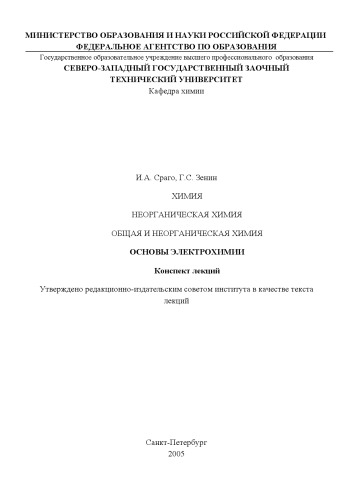 МИНИСТЕРСТВО ОБРАЗОВАНИЯ И НАУКИ РОССИЙСКОЙ ФЕДЕРАЦИИ
ФЕДЕРАЛЬНОЕ АГЕНТСТВО ПО ОБРАЗОВАНИЯ
Государственное образовательное учреждение высшего профессионального образования
СЕВЕРО-ЗАПАДНЫЙ ГОСУДАРСТВЕННЫЙ ЗАОЧНЫЙ
ТЕХНИЧЕСКИЙ УНИВЕРСИТЕТ
Кафедра химии
И.А. Сраго, Г.С. Зенин
ХИМИЯ
НЕОРГАНИЧЕСКАЯ ХИМИЯ
ОБЩАЯ И НЕОРГАНИЧЕСКАЯ ХИМИЯ
ОСНОВЫ ЭЛЕКТРОХИМИИ
Конспект лекций
Утверждено редакционно-издательским советом института в качестве текста
лекций
Санкт-Петербург
2005